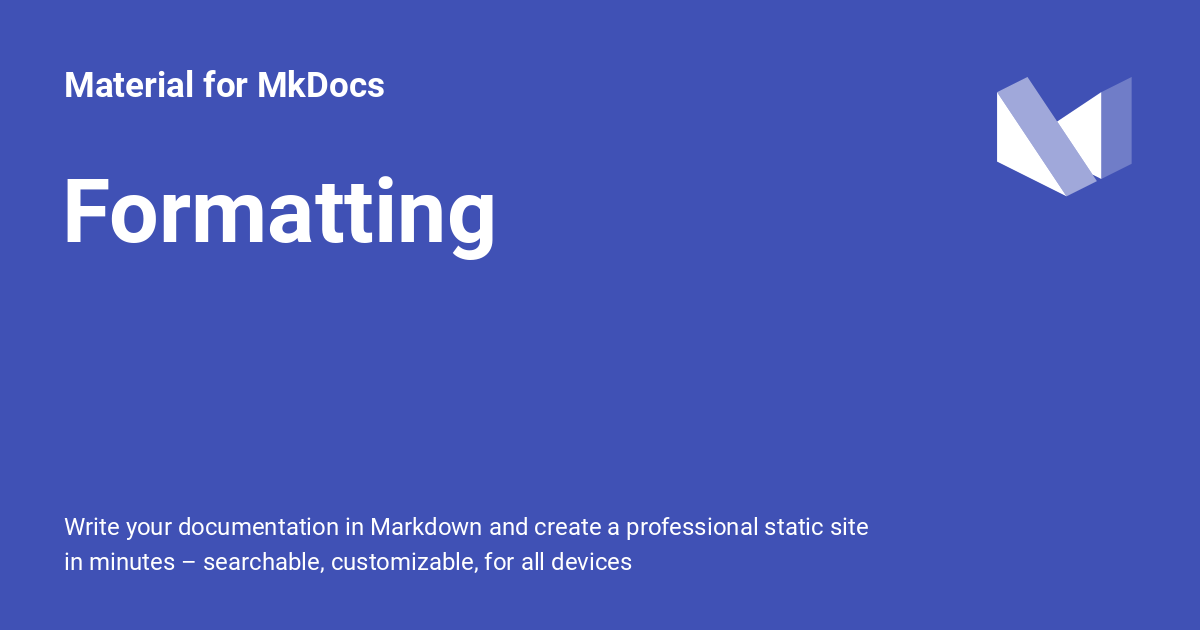 Material for MkDocs
Formatting
Write your documentation in Markdown and create a professional static site
in minutes – searchable, customizable, for all devices